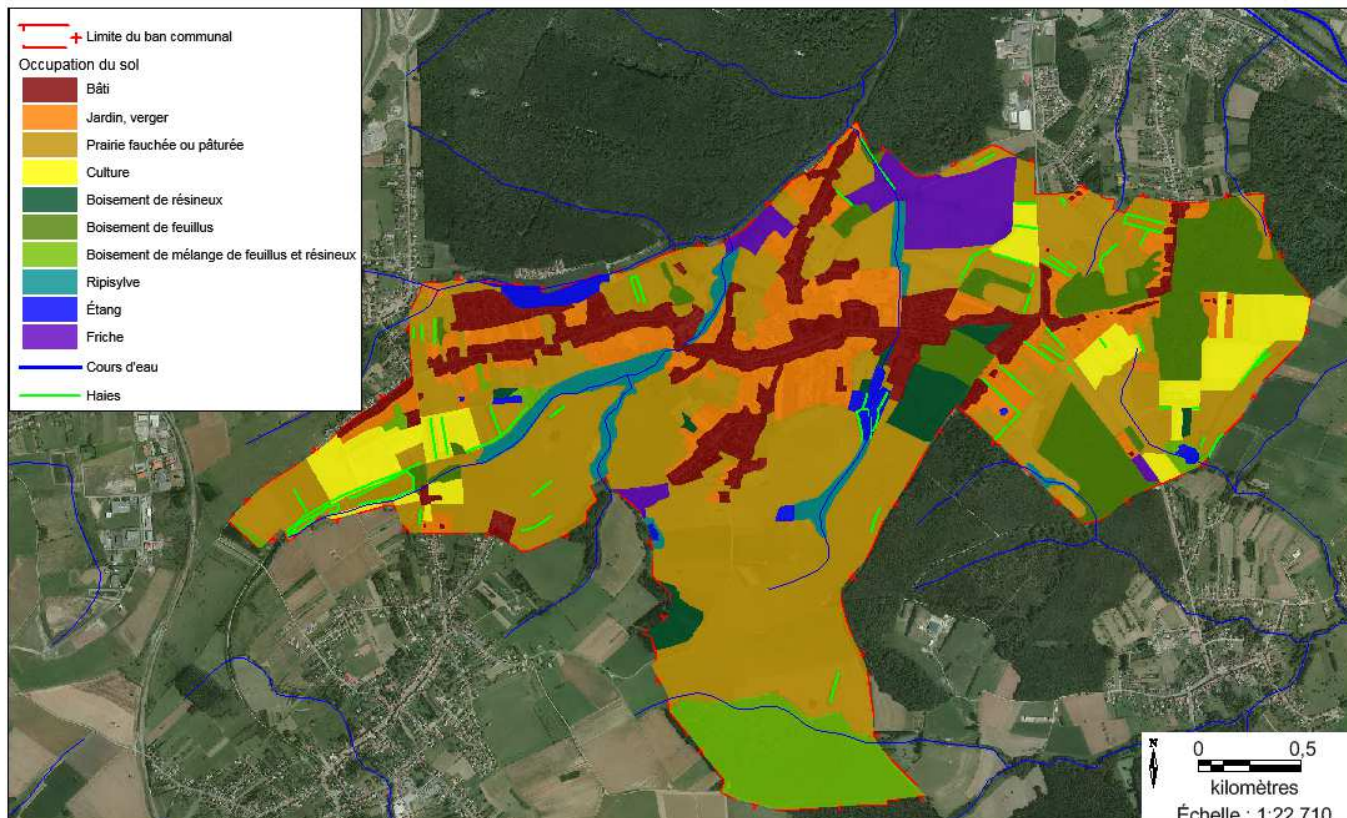 Limite du ban communal
Occupation du sol
Bâti
Jardin, verger
Prairie fauchée ou pâturée
Culture
Boisement de résineux
Boisement de feuillus
Boisement de mélange de feuillus et résineux
Ripisylve
Étang
Friche
Cours d'eau
Haies
N
0 0,5
kilomètres
Échelle : 1:22 710